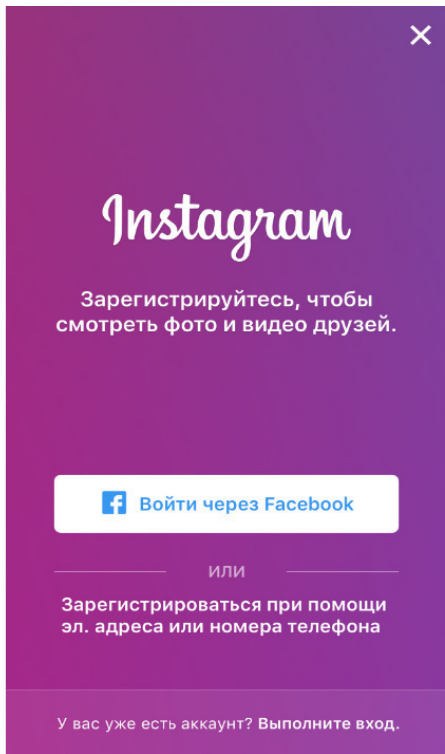 Instagram
Зарегистрируйтесь, чтобы
смотреть фото и видео друзей.
Войти через Facebook
ИЛИ
Зарегистрироваться при помощи
эл. адреса или номера телефона
У вас уже есть аккаунт? Выполните вход.